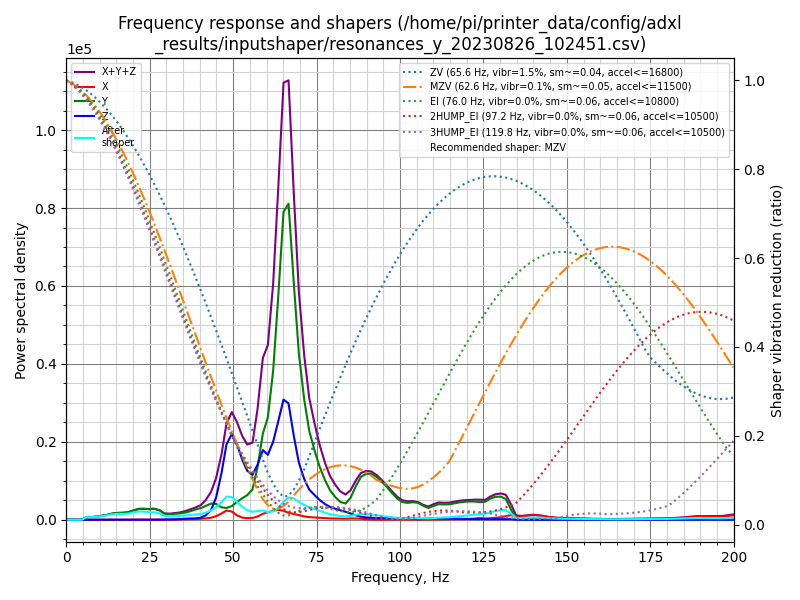 Frequency response and shapers (/home/pi/printer_data/config/adxl
_results/inputshaper/resonances_y_20230826_102451.csv)
1e5
X+Y+Z
X
Y
Z
After
shaper
ZV (65.6 Hz, vibr=1.5%, sm~=0.04, accel<=16800)
MZV (62.6 Hz, vibr=0.1%, sm~=0.05, accel<=11500)
EI (76.0 Hz, vibr=0.0%, sm~=0.06, accel<=10800)
2HUMP_EI (97.2 Hz, vibr=0.0%, sm~=0.06, accel<=10500)
3HUMP_EI (119.8 Hz, vibr=0.0%, sm~=0.06, accel<=10500)
Recommended shaper: MZV
Power spectral density
1.0
0.8
0.6
0.4
0.2
0.0
Shaper vibration reduction (ratio)
1.0
0.8
0.6
0.4
0.2
0.0
0 25 50 75 100 125 150 175 200
Frequency, Hz